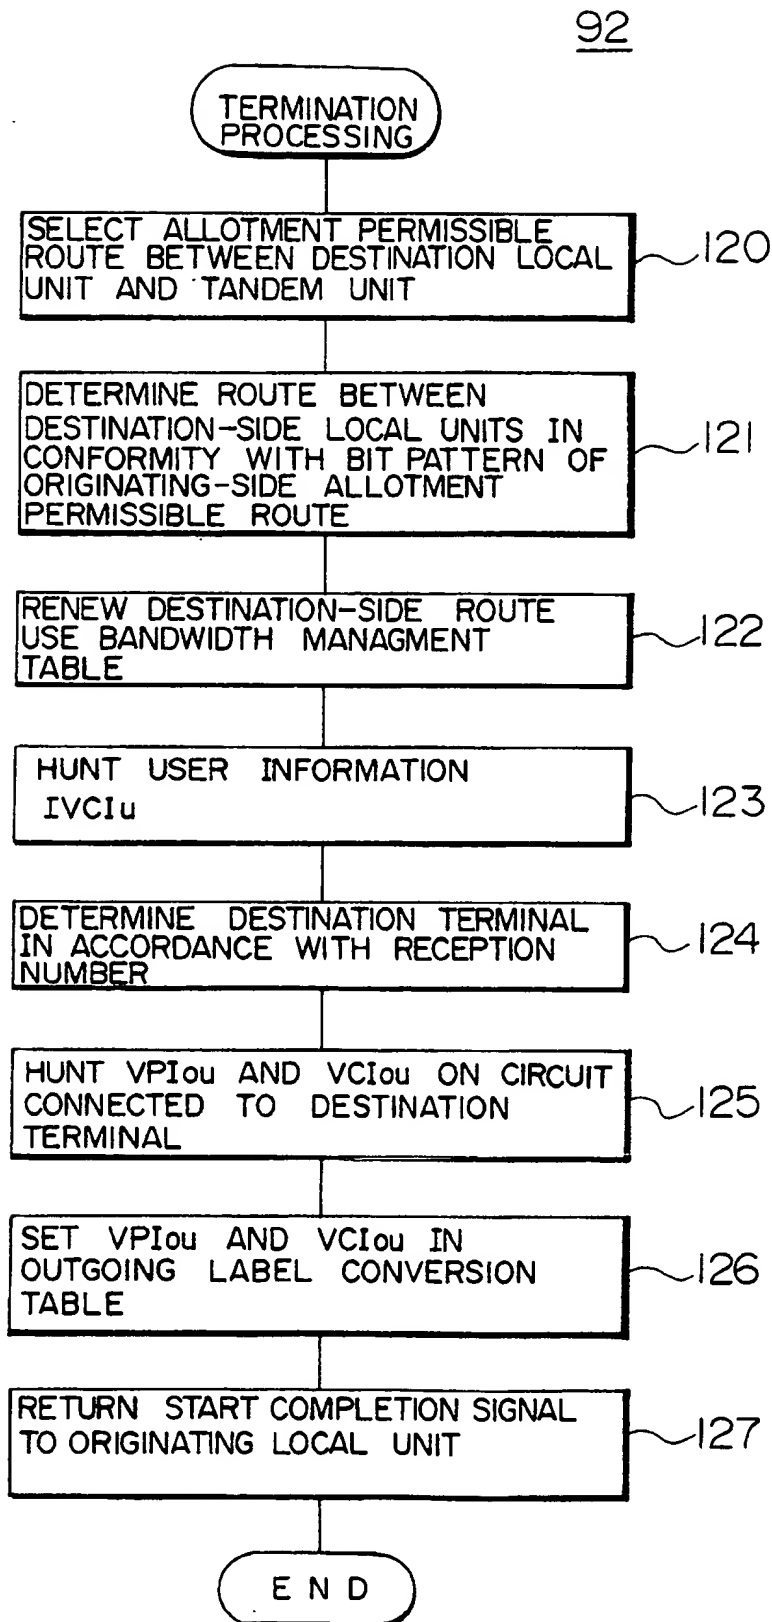 92
TERMINATION
PROCESSING
SELECT ALLOTMENT PERMISSIBLE
ROUTE BETWEEN DESTINATION LOCAL
UNIT AND TANDEM UNIT
120
DETERMINE ROUTE BETWEEN
DESTINATION-SIDE LOCAL UNITS IN
CONFORMITY WITH BIT PATTERN OF
ORIGINATING-SIDE ALLOTMENT
PERMISSIBLE ROUTE
121
RENEW DESTINATION-SIDE ROUTE
USE BANDWIDTH MANAGMENT
TABLE
122
HUNT USER INFORMATION
IVCIu
123
DETERMINE DESTINATION TERMINAL
IN ACCORDANCE WITH RECEPTION
NUMBER
124
HUNT VPIou AND VCIou ON CIRCUIT
CONNECTED TO DESTINATION
TERMINAL
125
SET VPIou AND VCIou IN
OUTGOING LABEL CONVERSION
TABLE
126
RETURN START COMPLETION SIGNAL
TO ORIGINATING LOCAL UNIT
127
END